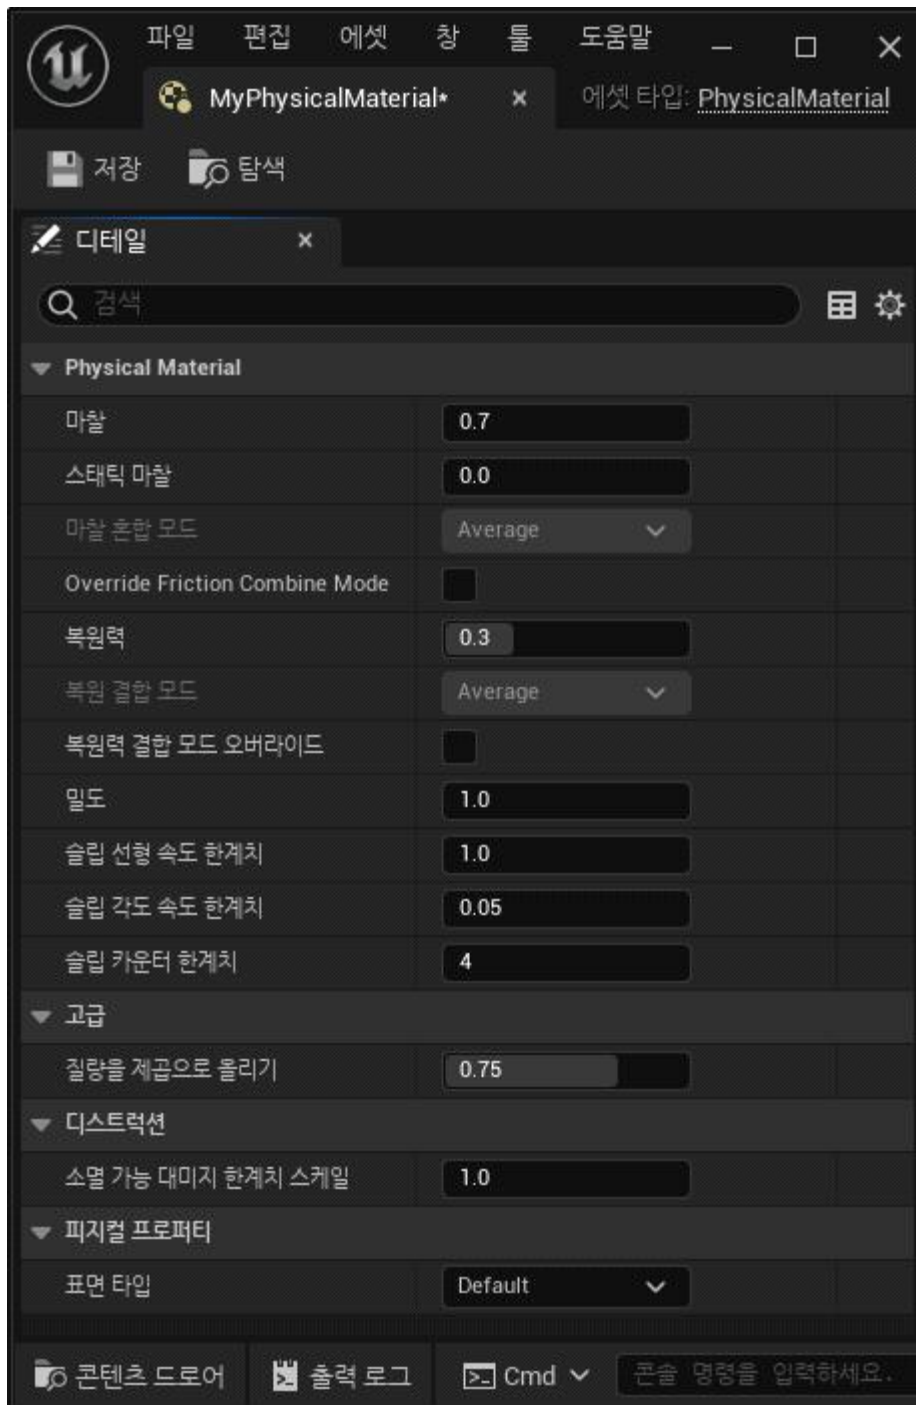 파일 편집 에셋 창 툴 도움말
MyPhysicalMaterial* 에셋 타입: PhysicalMaterial
저장 탐색
디테일
검색
Physical Material
마찰 0.7
스태틱 마찰 0.0
마찰 혼합 모드 Average
Override Friction Combine Mode
복원력 0.3
복원 결합 모드 Average
복원력 결합 모드 오버라이드
밀도 1.0
슬립 선형 속도 한계치 1.0
슬립 각도 속도 한계치 0.05
슬립 카운터 한계치 4
고급
질량을 제곱으로 올리기 0.75
디스트럭션
소멸 가능 대미지 한계치 스케일 1.0
피지컬 프로퍼티
표면 타입 Default
콘텐츠 드로어 출력 로그 Cmd 콘솔 명령을 입력하세요.